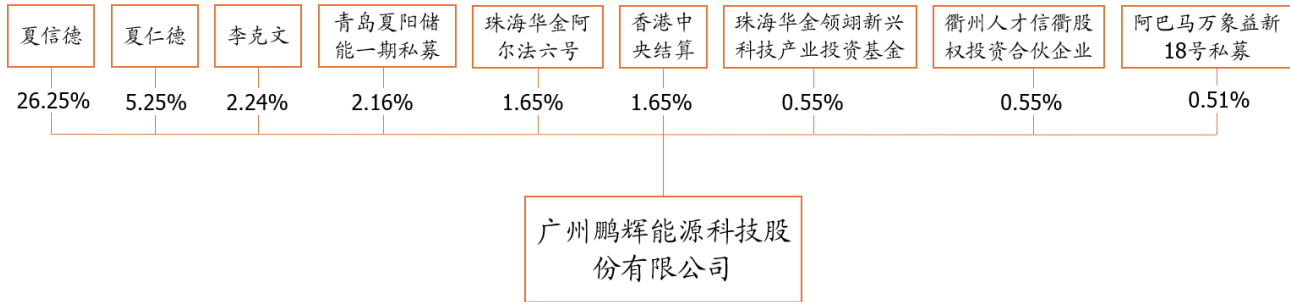 夏信德
夏仁德
李克文
青岛夏阳储
能一期私募
珠海华金阿
尔法六号
香港中
央结算
珠海华金领翊新兴
科技产业投资基金
衢州人才信衢股
权投资合伙企业
阿巴马万象益新
18号私募
26.25%
5.25%
2.24%
2.16%
1.65%
1.65%
0.55%
0.55%
0.51%
广州鹏辉能源科技股
份有限公司